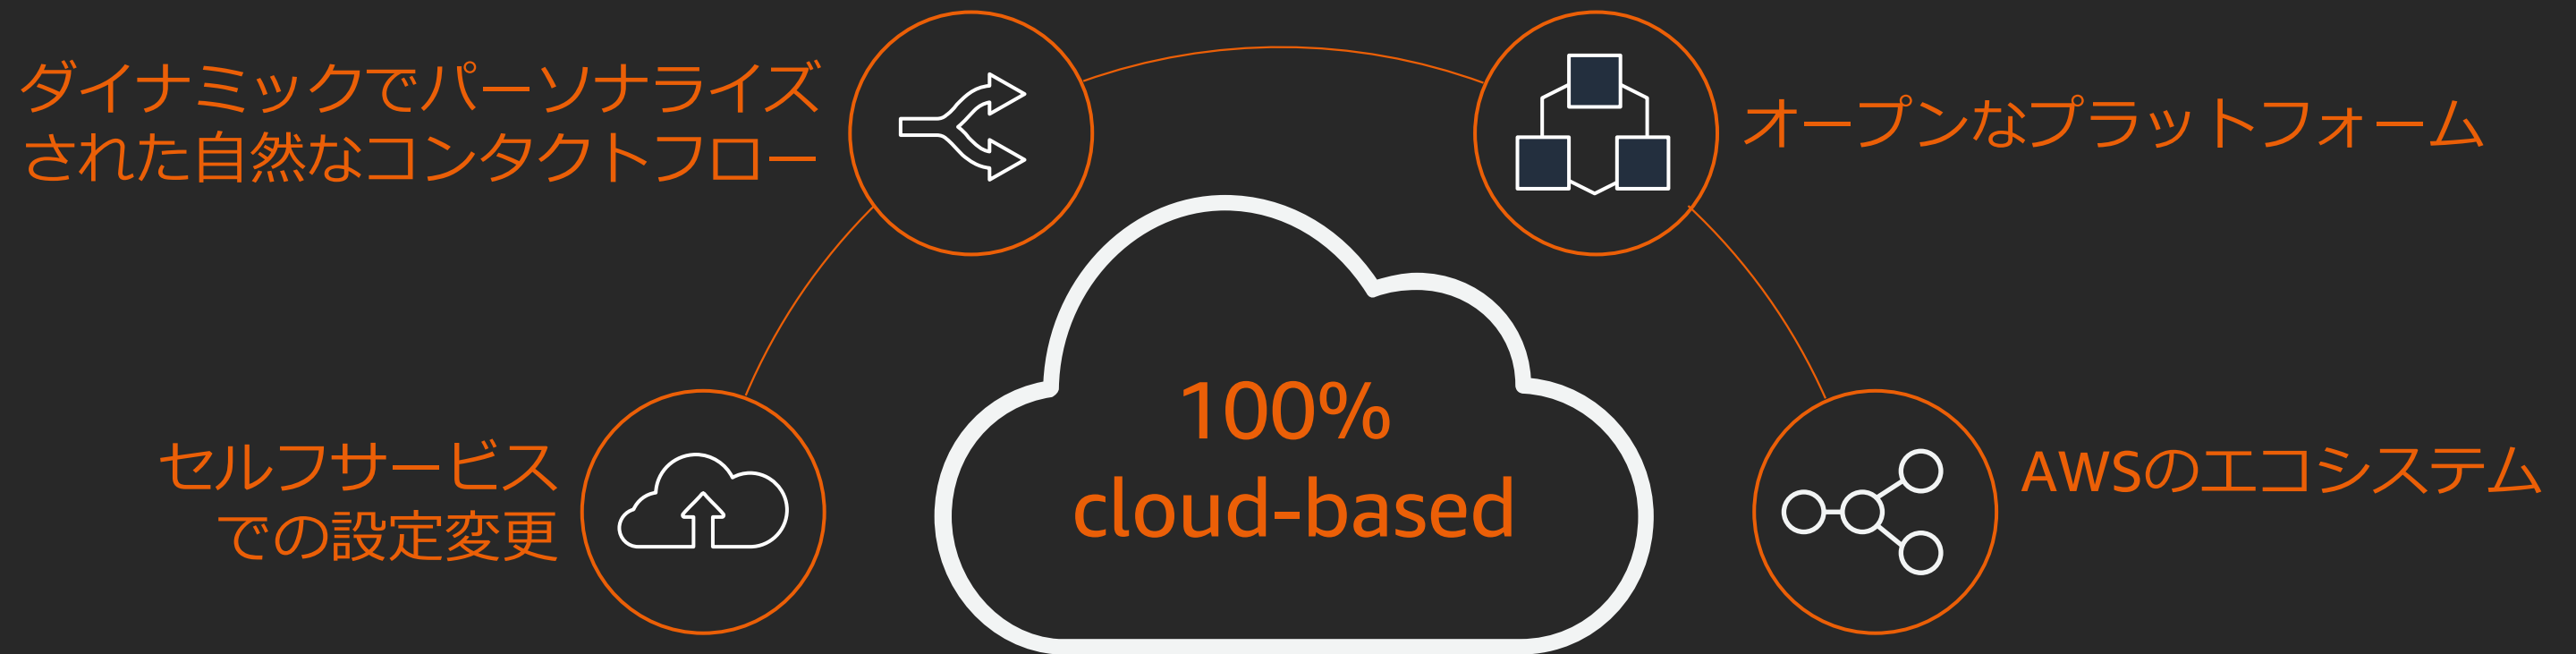 ダイナミックでパーソナライズ
された自然なコンタクトフロー
オープンなプラットフォーム
セルフサービス
での設定変更
100%
cloud-based
AWSのエコシステム